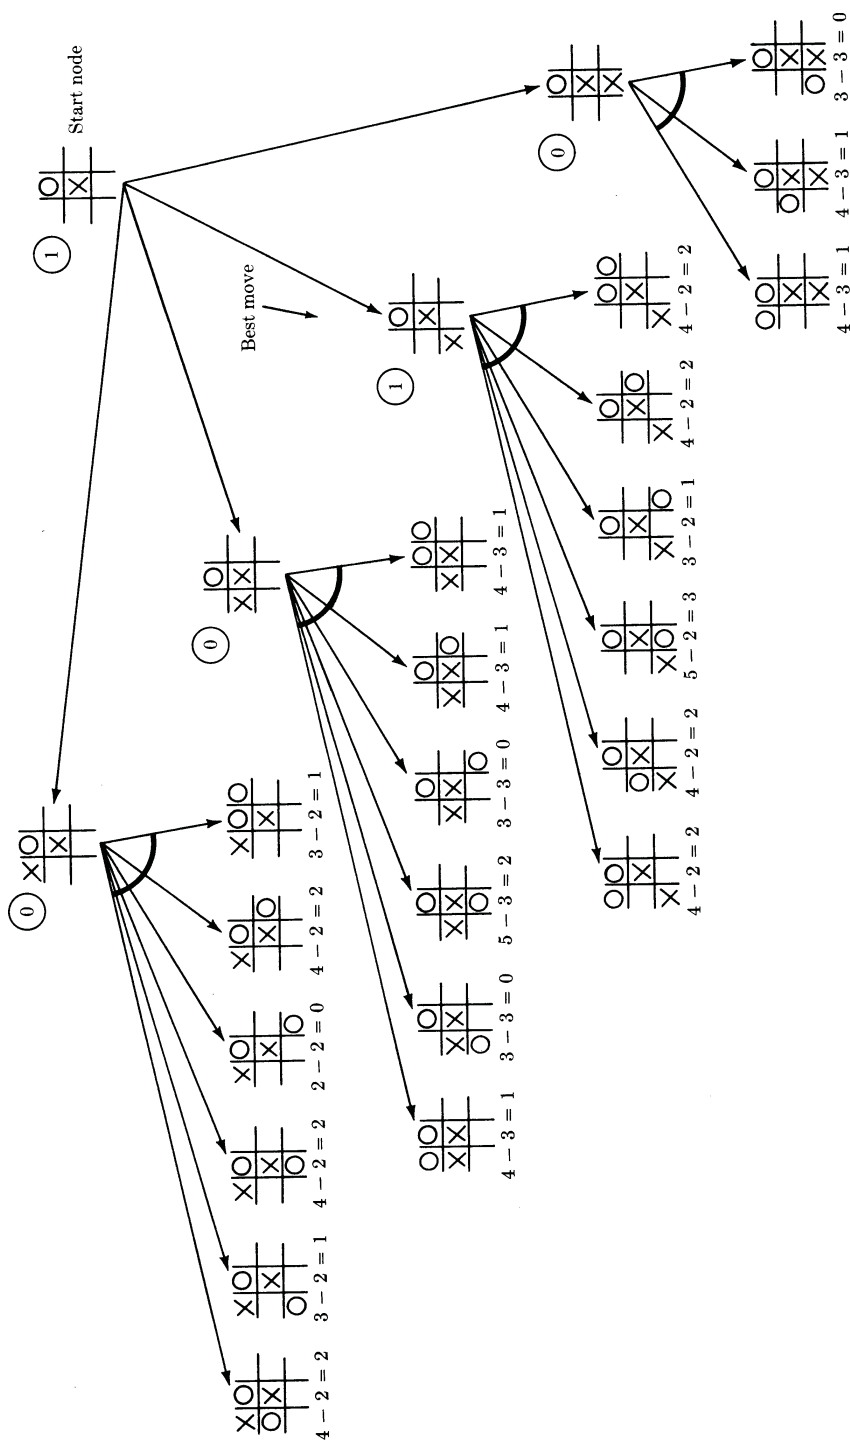 Start node
1
Best move
0
3 − 2 = 1
4 − 2 = 2
2 − 2 = 0
4 − 2 = 2
3 − 2 = 1
4 − 2 = 2
0
4 − 3 = 1
4 − 3 = 1
3 − 3 = 0
5 − 3 = 2
3 − 3 = 0
4 − 3 = 1
1
4 − 2 = 2
4 − 2 = 2
3 − 2 = 1
5 − 2 = 3
4 − 2 = 2
4 − 2 = 2
0
3 − 3 = 0
4 − 3 = 1
4 − 3 = 1